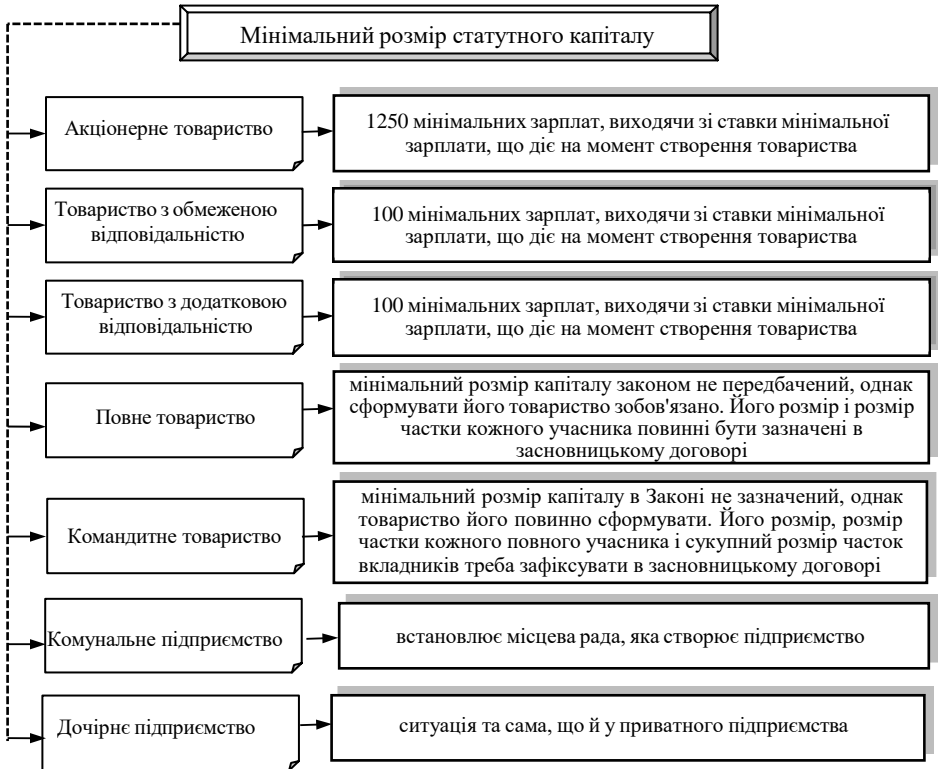 Мінімальний розмір статутного капіталу
Акціонерне товариство
1250 мінімальних зарплат, виходячи зі ставки мінімальної
зарплати, що діє на момент створення товариства
Товариство з обмеженою
відповідальністю
100 мінімальних зарплат, виходячи зі ставки мінімальної
зарплати, що діє на момент створення товариства
Товариство з додатковою
відповідальністю
100 мінімальних зарплат, виходячи зі ставки мінімальної
зарплати, що діє на момент створення товариства
Повне товариство
мінімальний розмір капіталу законом не передбачений, однак
сформувати його товариство зобов'язано. Його розмір і розмір
частки кожного учасника повинні бути зазначені в
засновницькому договорі
Командитне товариство
мінімальний розмір капіталу в Законі не зазначений, однак
товариство його повинно сформувати. Його розмір, розмір
частки кожного повного учасника і сукупний розмір часток
вкладників треба зафіксувати в засновницькому договорі
Комунальне підприємство
встановлює місцева рада, яка створює підприємство
Дочірнє підприємство
ситуація та сама, що й у приватного підприємства